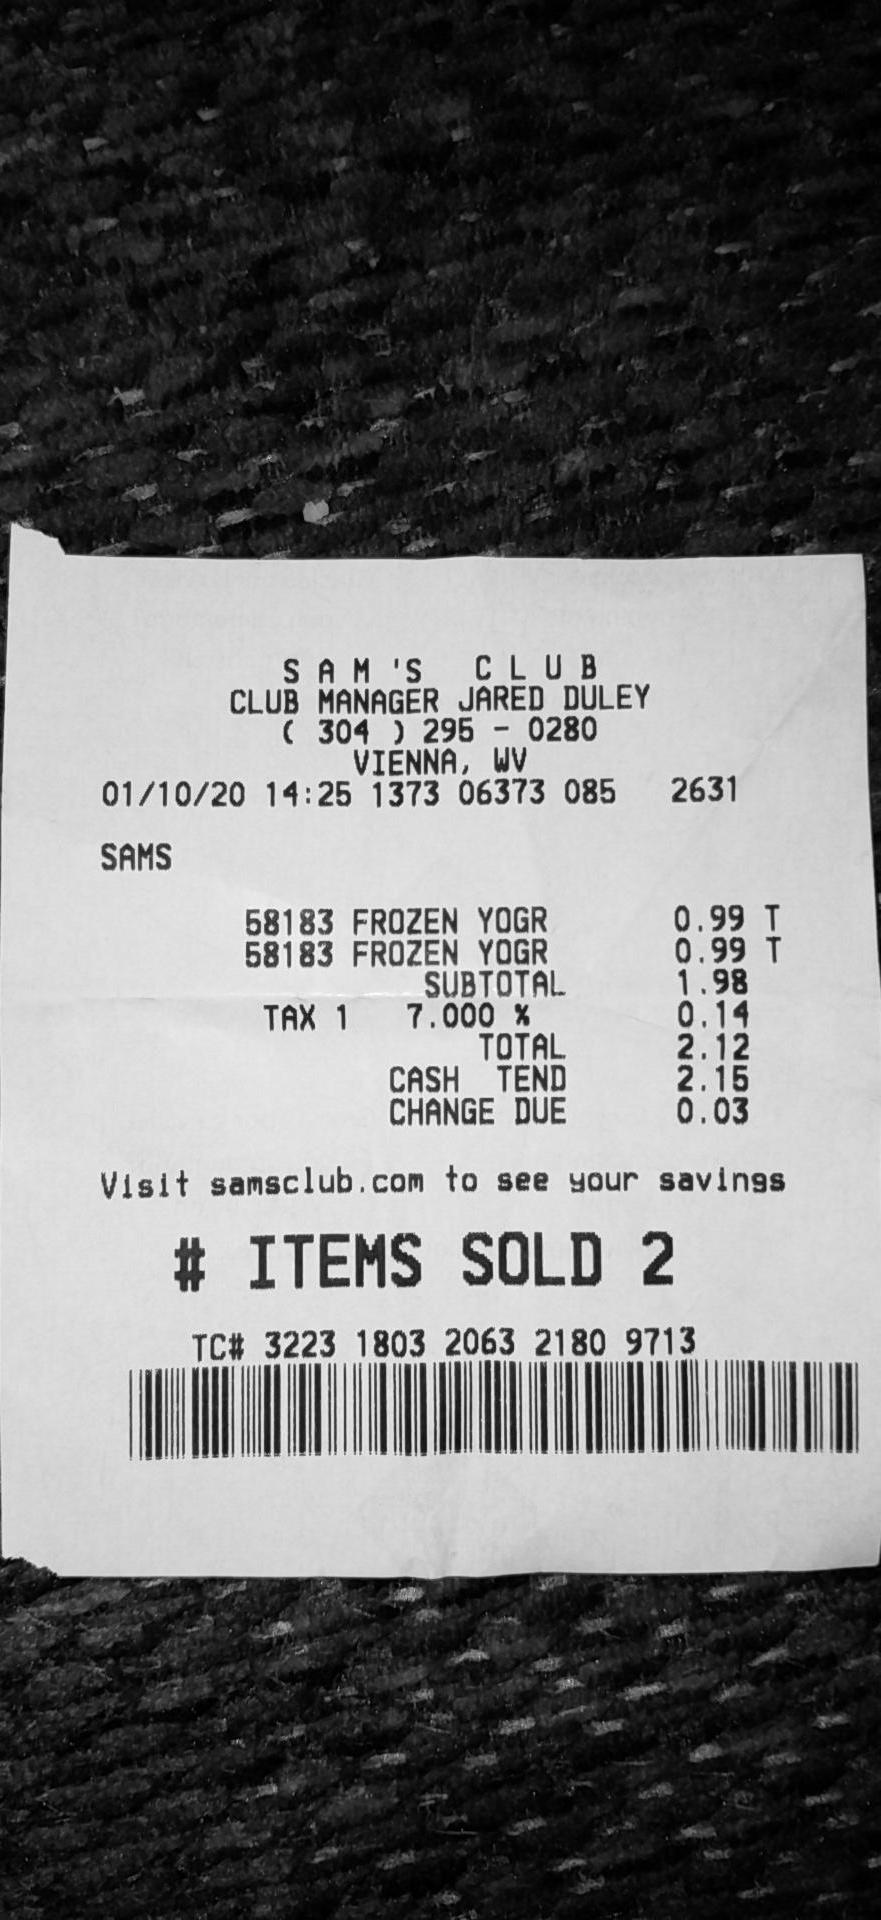 SAM'S CLUB
CLUB MANAGER JARED DULEY
( 304 ) 295 - 0280
VIENNA, WV
01/10/20 14:25 1373 06373 085 2631
SAMS
58183 FROZEN YOGR 0.99 T
58183 FROZEN YOGR 0.99 T
SUBTOTAL 1.98
TAX 1 7.000 % 0.14
TOTAL 2.12
CASH TEND 2.15
CHANGE DUE 0.03
Visit samsclub.com to see your savings
# ITEMS SOLD 2
TC# 3223 1803 2063 2180 9713